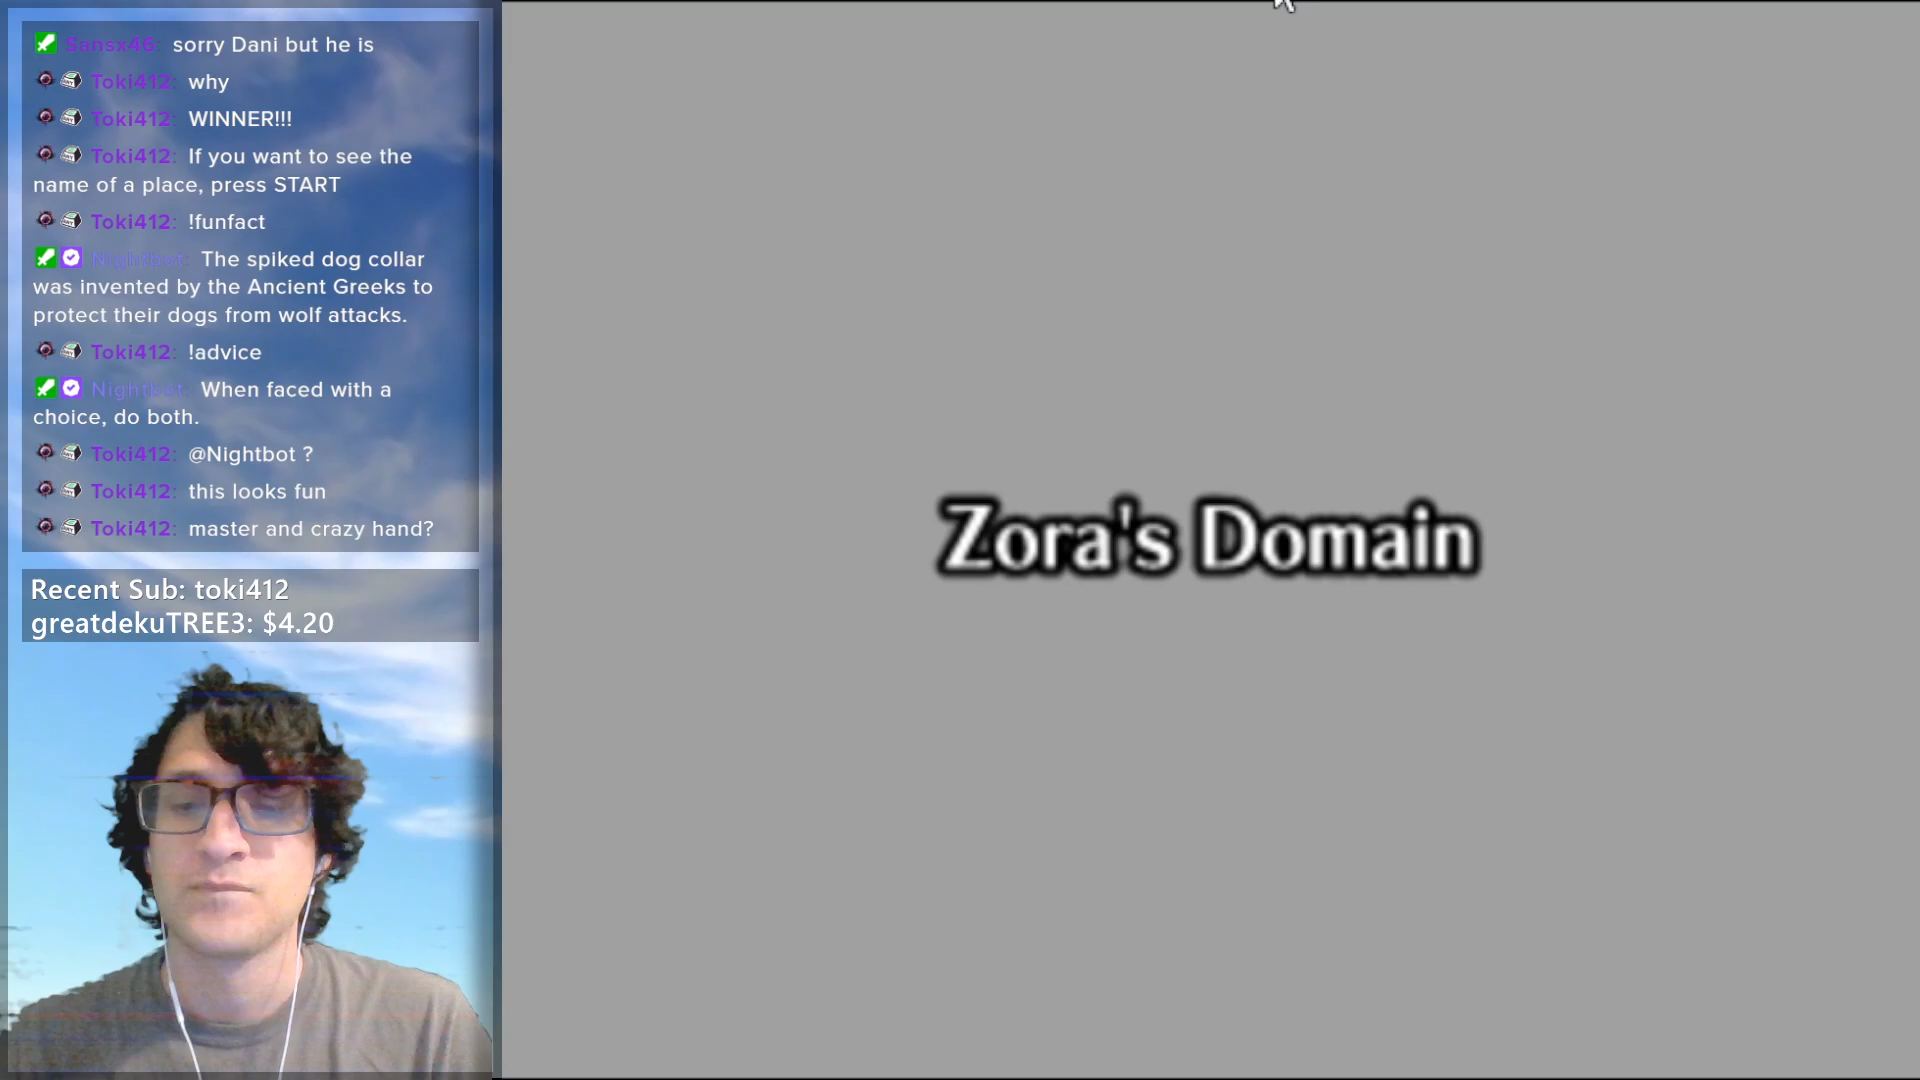 Sansx46: sorry Dani but he is
Toki412: why
Toki412: WINNER!!!
Toki412: If you want to see the
name of a place, press START
Toki412: !funfact
Nightbot: The spiked dog collar
was invented by the Ancient Greeks to
protect their dogs from wolf attacks.
Toki412: !advice
Nightbot: When faced with a
choice, do both.
Toki412: @Nightbot ?
Toki412: this looks fun
Toki412: master and crazy hand?
Recent Sub: toki412
greatdekuTREE3: $4.20
Zora's Domain